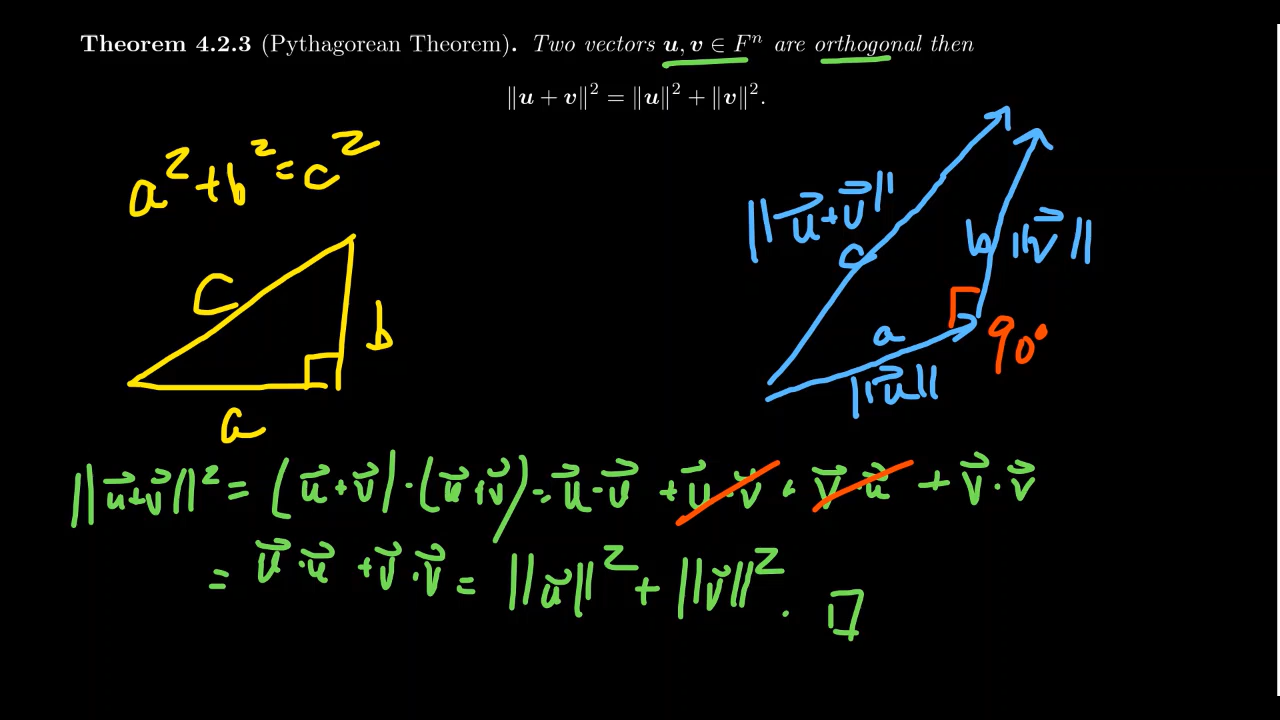 Theorem 4.2.3 (Pythagorean Theorem). Two vectors u, v ∈ Fⁿ are orthogonal then
‖u + v‖² = ‖u‖² + ‖v‖².
a² + b² = c²
c
b
a
‖u⃗+v⃗‖
c
b ‖v⃗‖
90°
a
‖u⃗‖
‖u⃗+v⃗‖² = (u⃗+v⃗)·(u⃗+v⃗) = u⃗·u⃗ + u⃗·v⃗ + v⃗·u⃗ + v⃗·v⃗
= u⃗·u⃗ + v⃗·v⃗ = ‖u⃗‖² + ‖v⃗‖². □